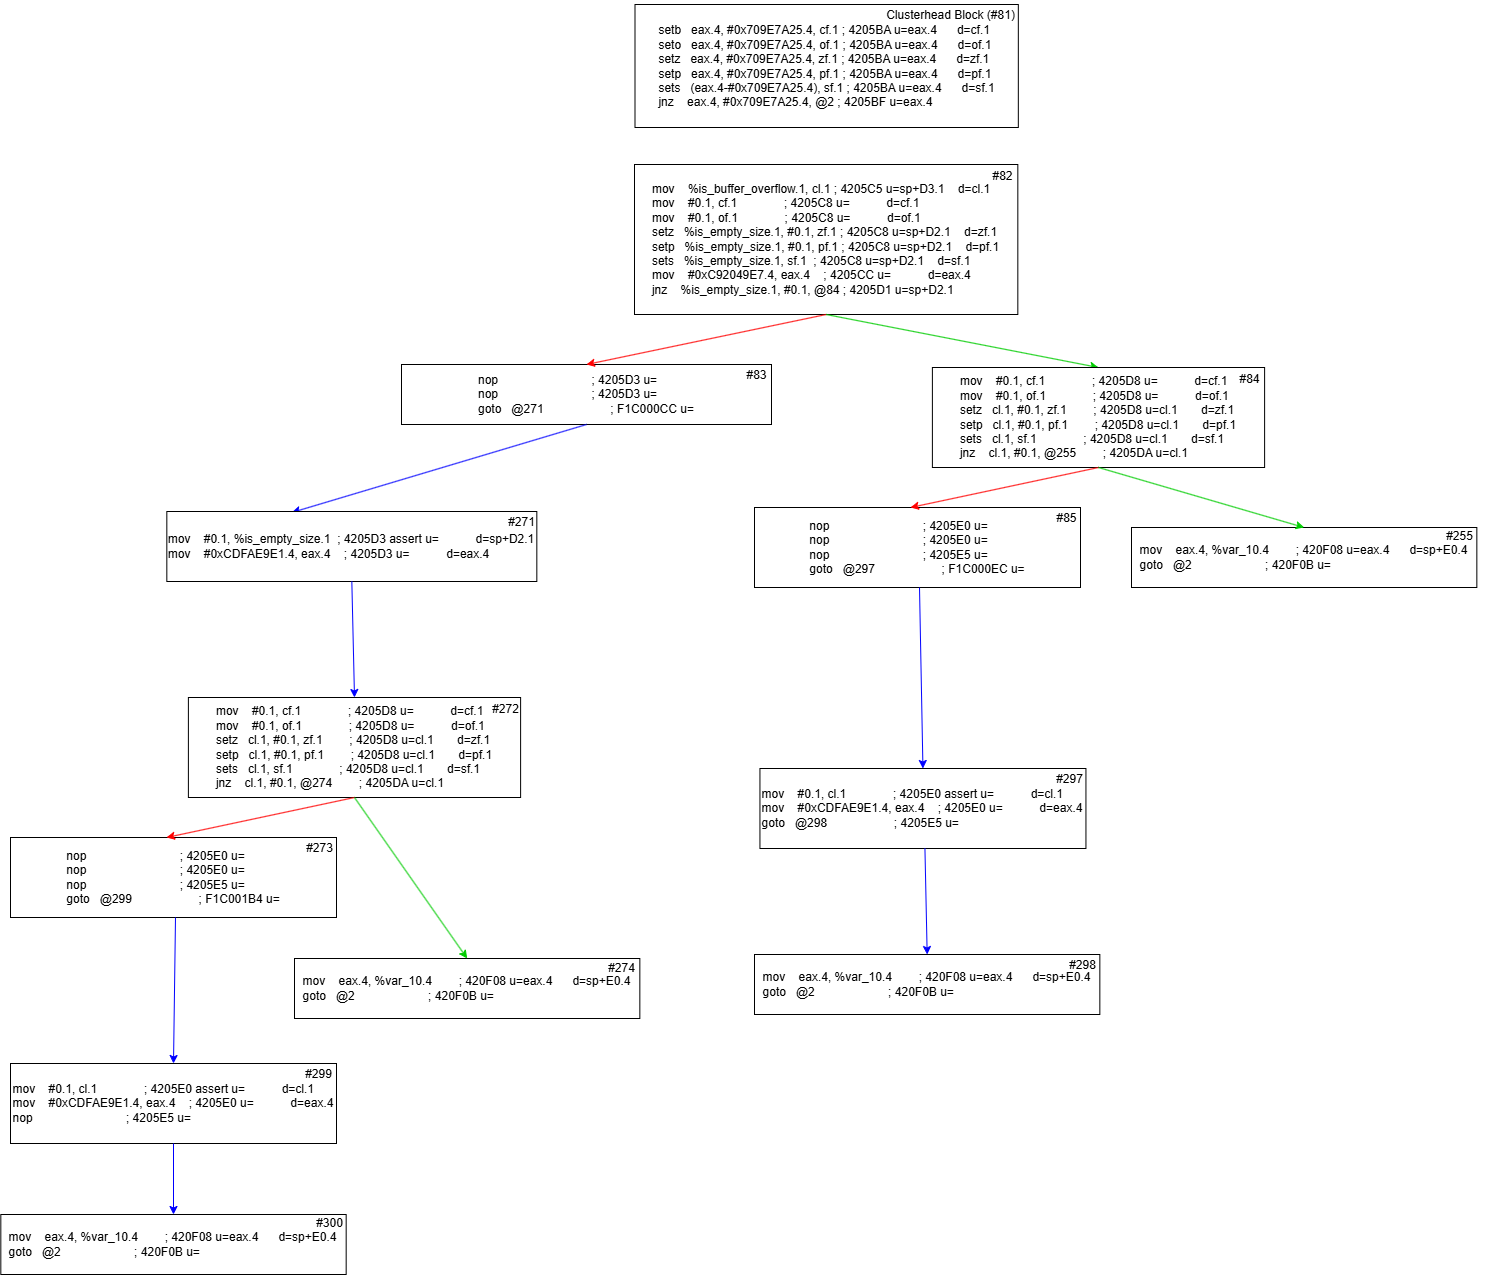 Clusterhead Block (#81)
setb eax.4, #0x709E7A25.4, cf.1 ; 4205BA u=eax.4 d=cf.1
seto eax.4, #0x709E7A25.4, of.1 ; 4205BA u=eax.4 d=of.1
setz eax.4, #0x709E7A25.4, zf.1 ; 4205BA u=eax.4 d=zf.1
setp eax.4, #0x709E7A25.4, pf.1 ; 4205BA u=eax.4 d=pf.1
sets (eax.4-#0x709E7A25.4), sf.1 ; 4205BA u=eax.4 d=sf.1
jnz eax.4, #0x709E7A25.4, @2 ; 4205BF u=eax.4
#82
mov %is_buffer_overflow.1, cl.1 ; 4205C5 u=sp+D3.1 d=cl.1
mov #0.1, cf.1 ; 4205C8 u= d=cf.1
mov #0.1, of.1 ; 4205C8 u= d=of.1
setz %is_empty_size.1, #0.1, zf.1 ; 4205C8 u=sp+D2.1 d=zf.1
setp %is_empty_size.1, #0.1, pf.1 ; 4205C8 u=sp+D2.1 d=pf.1
sets %is_empty_size.1, sf.1 ; 4205C8 u=sp+D2.1 d=sf.1
mov #0xC92049E7.4, eax.4 ; 4205CC u= d=eax.4
jnz %is_empty_size.1, #0.1, @84 ; 4205D1 u=sp+D2.1
#83
nop ; 4205D3 u=
nop ; 4205D3 u=
goto @271 ; F1C000CC u=
#84
mov #0.1, cf.1 ; 4205D8 u= d=cf.1
mov #0.1, of.1 ; 4205D8 u= d=of.1
setz cl.1, #0.1, zf.1 ; 4205D8 u=cl.1 d=zf.1
setp cl.1, #0.1, pf.1 ; 4205D8 u=cl.1 d=pf.1
sets cl.1, sf.1 ; 4205D8 u=cl.1 d=sf.1
jnz cl.1, #0.1, @255 ; 4205DA u=cl.1
#271
mov #0.1, %is_empty_size.1 ; 4205D3 assert u= d=sp+D2.1
mov #0xCDFAE9E1.4, eax.4 ; 4205D3 u= d=eax.4
#85
nop ; 4205E0 u=
nop ; 4205E0 u=
nop ; 4205E5 u=
goto @297 ; F1C000EC u=
#255
mov eax.4, %var_10.4 ; 420F08 u=eax.4 d=sp+E0.4
goto @2 ; 420F0B u=
#272
mov #0.1, cf.1 ; 4205D8 u= d=cf.1
mov #0.1, of.1 ; 4205D8 u= d=of.1
setz cl.1, #0.1, zf.1 ; 4205D8 u=cl.1 d=zf.1
setp cl.1, #0.1, pf.1 ; 4205D8 u=cl.1 d=pf.1
sets cl.1, sf.1 ; 4205D8 u=cl.1 d=sf.1
jnz cl.1, #0.1, @274 ; 4205DA u=cl.1
#297
mov #0.1, cl.1 ; 4205E0 assert u= d=cl.1
mov #0xCDFAE9E1.4, eax.4 ; 4205E0 u= d=eax.4
goto @298 ; 4205E5 u=
#273
nop ; 4205E0 u=
nop ; 4205E0 u=
nop ; 4205E5 u=
goto @299 ; F1C001B4 u=
#274
mov eax.4, %var_10.4 ; 420F08 u=eax.4 d=sp+E0.4
goto @2 ; 420F0B u=
#298
mov eax.4, %var_10.4 ; 420F08 u=eax.4 d=sp+E0.4
goto @2 ; 420F0B u=
#299
mov #0.1, cl.1 ; 4205E0 assert u= d=cl.1
mov #0xCDFAE9E1.4, eax.4 ; 4205E0 u= d=eax.4
nop ; 4205E5 u=
#300
mov eax.4, %var_10.4 ; 420F08 u=eax.4 d=sp+E0.4
goto @2 ; 420F0B u=